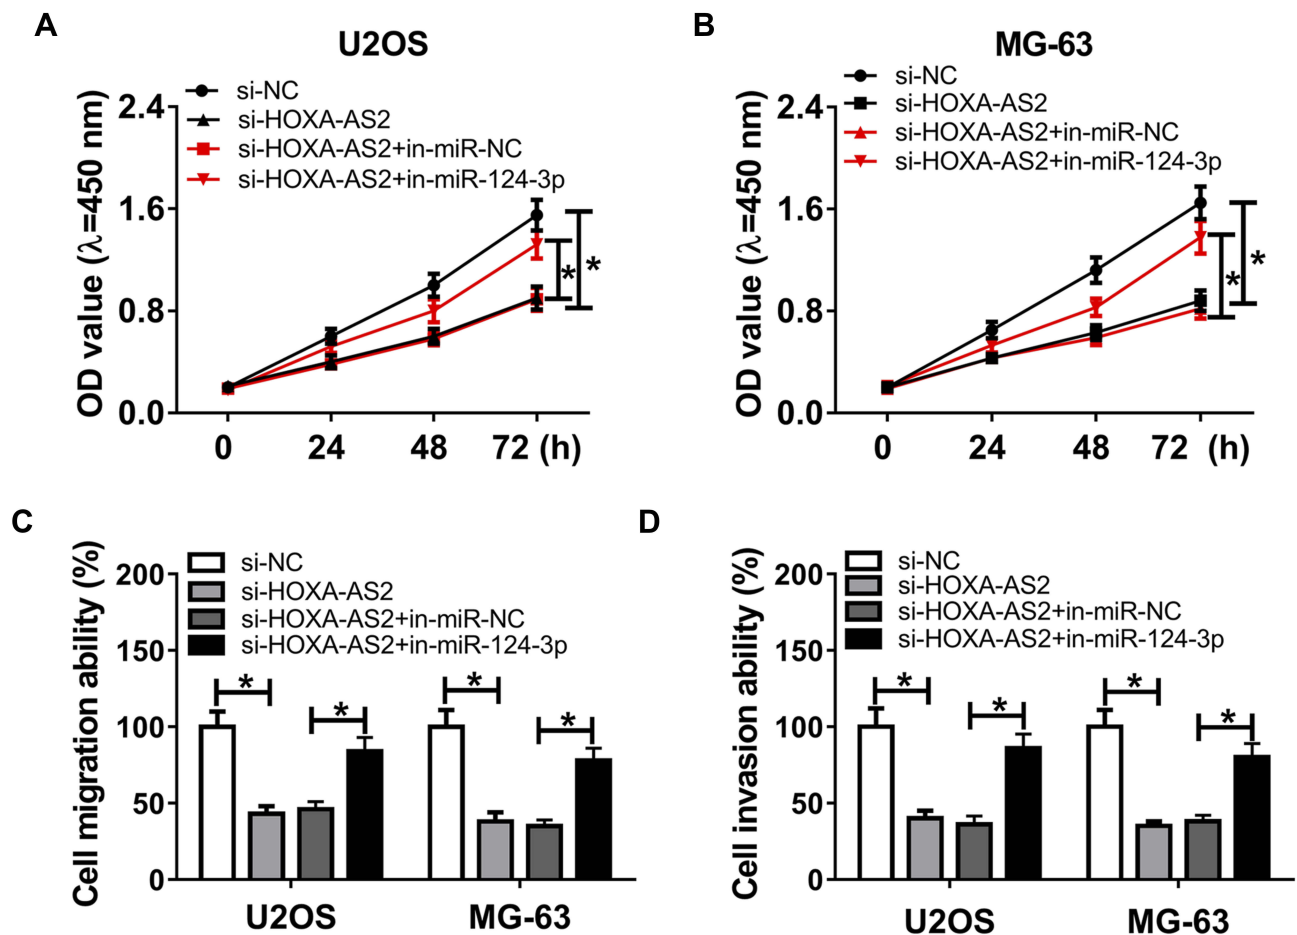 A
U2OS
si-NC
si-HOXA-AS2
si-HOXA-AS2+in-miR-NC
si-HOXA-AS2+in-miR-124-3p
OD value (λ=450 nm)
2.4
1.6
0.8
0.0
*
*
0 24 48 72 (h)
B
MG-63
si-NC
si-HOXA-AS2
si-HOXA-AS2+in-miR-NC
si-HOXA-AS2+in-miR-124-3p
OD value (λ=450 nm)
2.4
1.6
0.8
0.0
*
*
0 24 48 72 (h)
C
si-NC
si-HOXA-AS2
si-HOXA-AS2+in-miR-NC
si-HOXA-AS2+in-miR-124-3p
Cell migration ability (%)
200
150
100
50
0
* * * *
U2OS MG-63
D
si-NC
si-HOXA-AS2
si-HOXA-AS2+in-miR-NC
si-HOXA-AS2+in-miR-124-3p
Cell invasion ability (%)
200
150
100
50
0
* * * *
U2OS MG-63